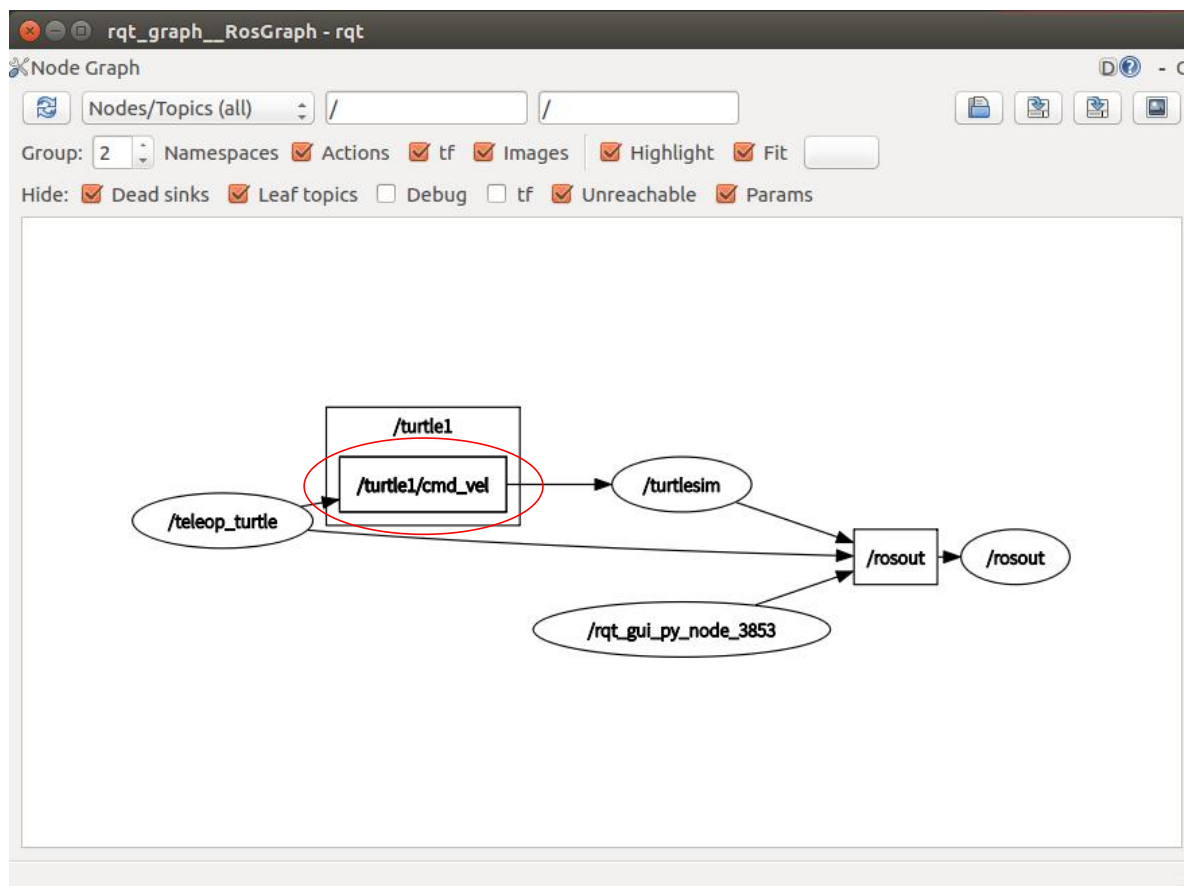 rqt_graph__RosGraph - rqt
Node Graph D ? - C
Nodes/Topics (all) / /
Group: 2 Namespaces Actions tf Images Highlight Fit
Hide: Dead sinks Leaf topics Debug tf Unreachable Params
/turtle1
/turtle1/cmd_vel
/turtlesim
/teleop_turtle
/rosout
/rosout
/rqt_gui_py_node_3853